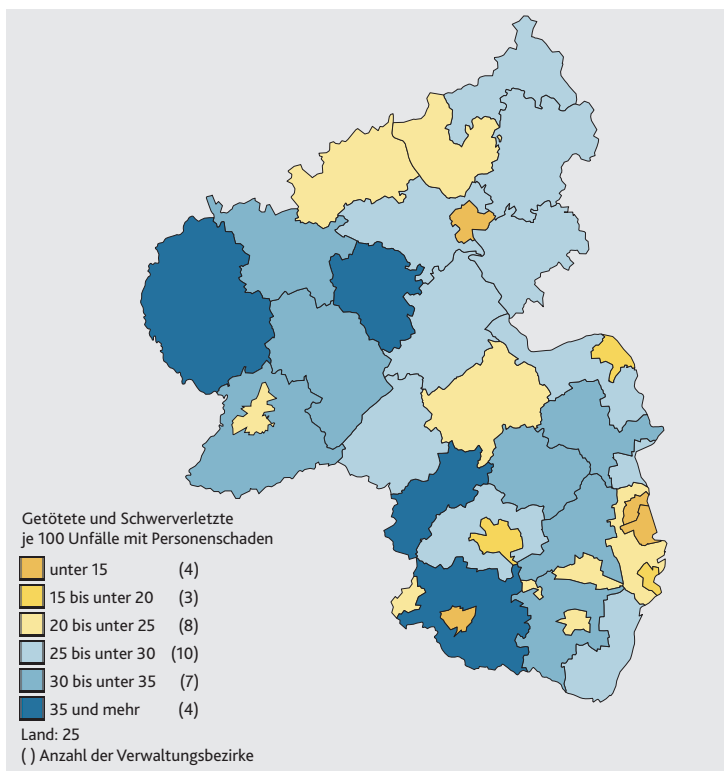 Getötete und Schwerverletzte
je 100 Unfälle mit Personenschaden
unter 15 (4)
15 bis unter 20 (3)
20 bis unter 25 (8)
25 bis unter 30 (10)
30 bis unter 35 (7)
35 und mehr (4)
Land: 25
( ) Anzahl der Verwaltungsbezirke